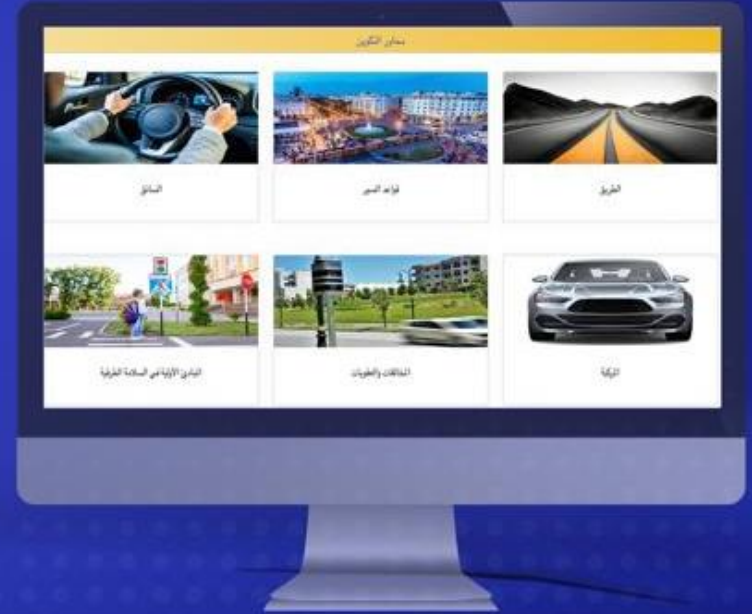 محاور التكوين
الطريق
قواعد السير
السائق
المركبة
المخالفات والعقوبات
المبادئ الأولية في السلامة الطرقية